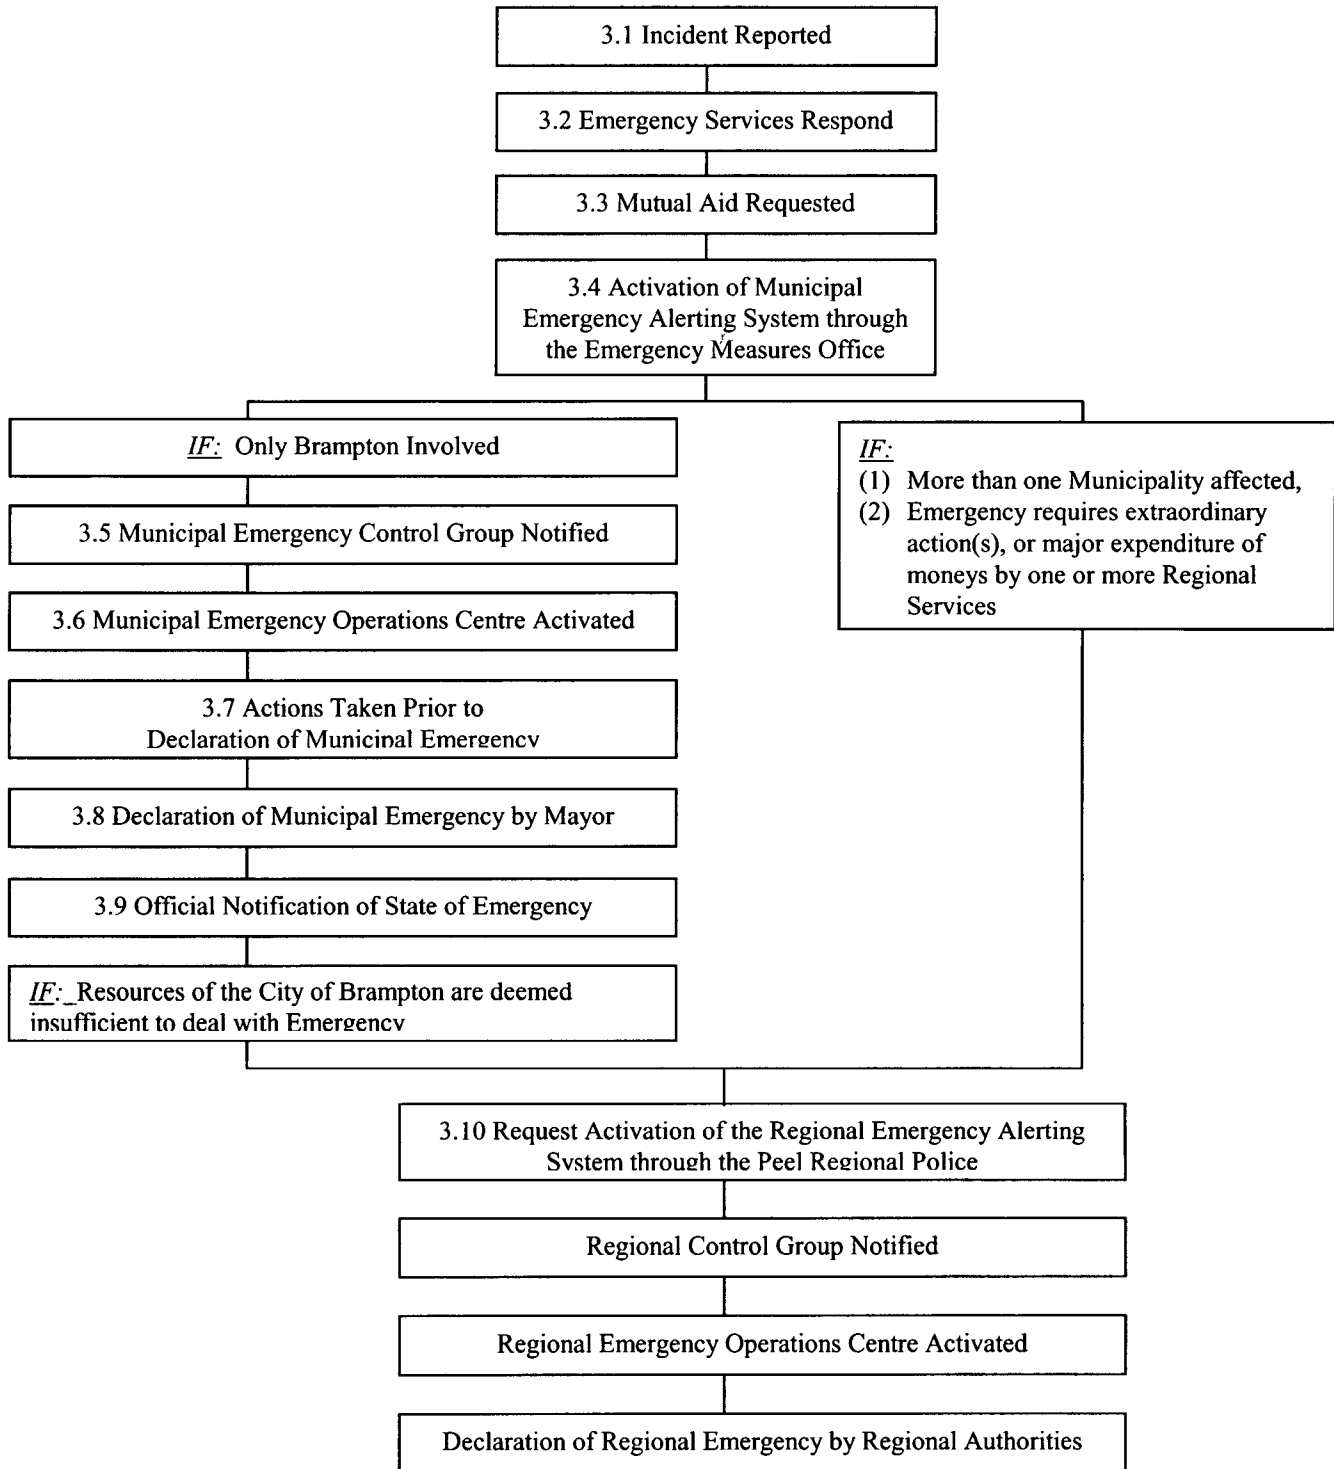 3.1 Incident Reported
3.2 Emergency Services Respond
3.3 Mutual Aid Requested
3.4 Activation of Municipal
Emergency Alerting System through
the Emergency Measures Office
IF: Only Brampton Involved
3.5 Municipal Emergency Control Group Notified
3.6 Municipal Emergency Operations Centre Activated
3.7 Actions Taken Prior to
Declaration of Municipal Emergency
3.8 Declaration of Municipal Emergency by Mayor
3.9 Official Notification of State of Emergency
IF: Resources of the City of Brampton are deemed
insufficient to deal with Emergency
IF:
(1) More than one Municipality affected,
(2) Emergency requires extraordinary
action(s), or major expenditure of
moneys by one or more Regional
Services
3.10 Request Activation of the Regional Emergency Alerting
System through the Peel Regional Police
Regional Control Group Notified
Regional Emergency Operations Centre Activated
Declaration of Regional Emergency by Regional Authorities